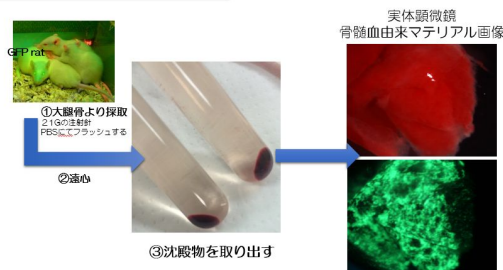 実体顕微鏡
骨髄血由来マテリアル画像
GFP rat
①大腿骨より採取
21Gの注射針
PBSにてフラッシュする
②遠心
③沈殿物を取り出す